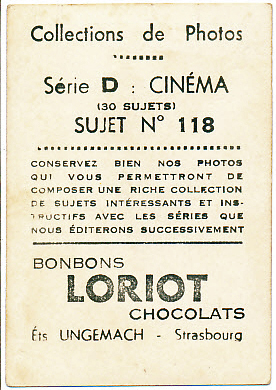 Collections de Photos
Série D : CINÉMA
(30 SUJETS)
SUJET N° 118
CONSERVEZ BIEN NOS PHOTOS
QUI VOUS PERMETTRONT DE
COMPOSER UNE RICHE COLLECTION
DE SUJETS INTÉRESSANTS ET INS-
TRUCTIFS AVEC LES SÉRIES QUE
NOUS ÉDITERONS SUCCESSIVEMENT
BONBONS
LORIOT
CHOCOLATS
Éts UNGEMACH - Strasbourg